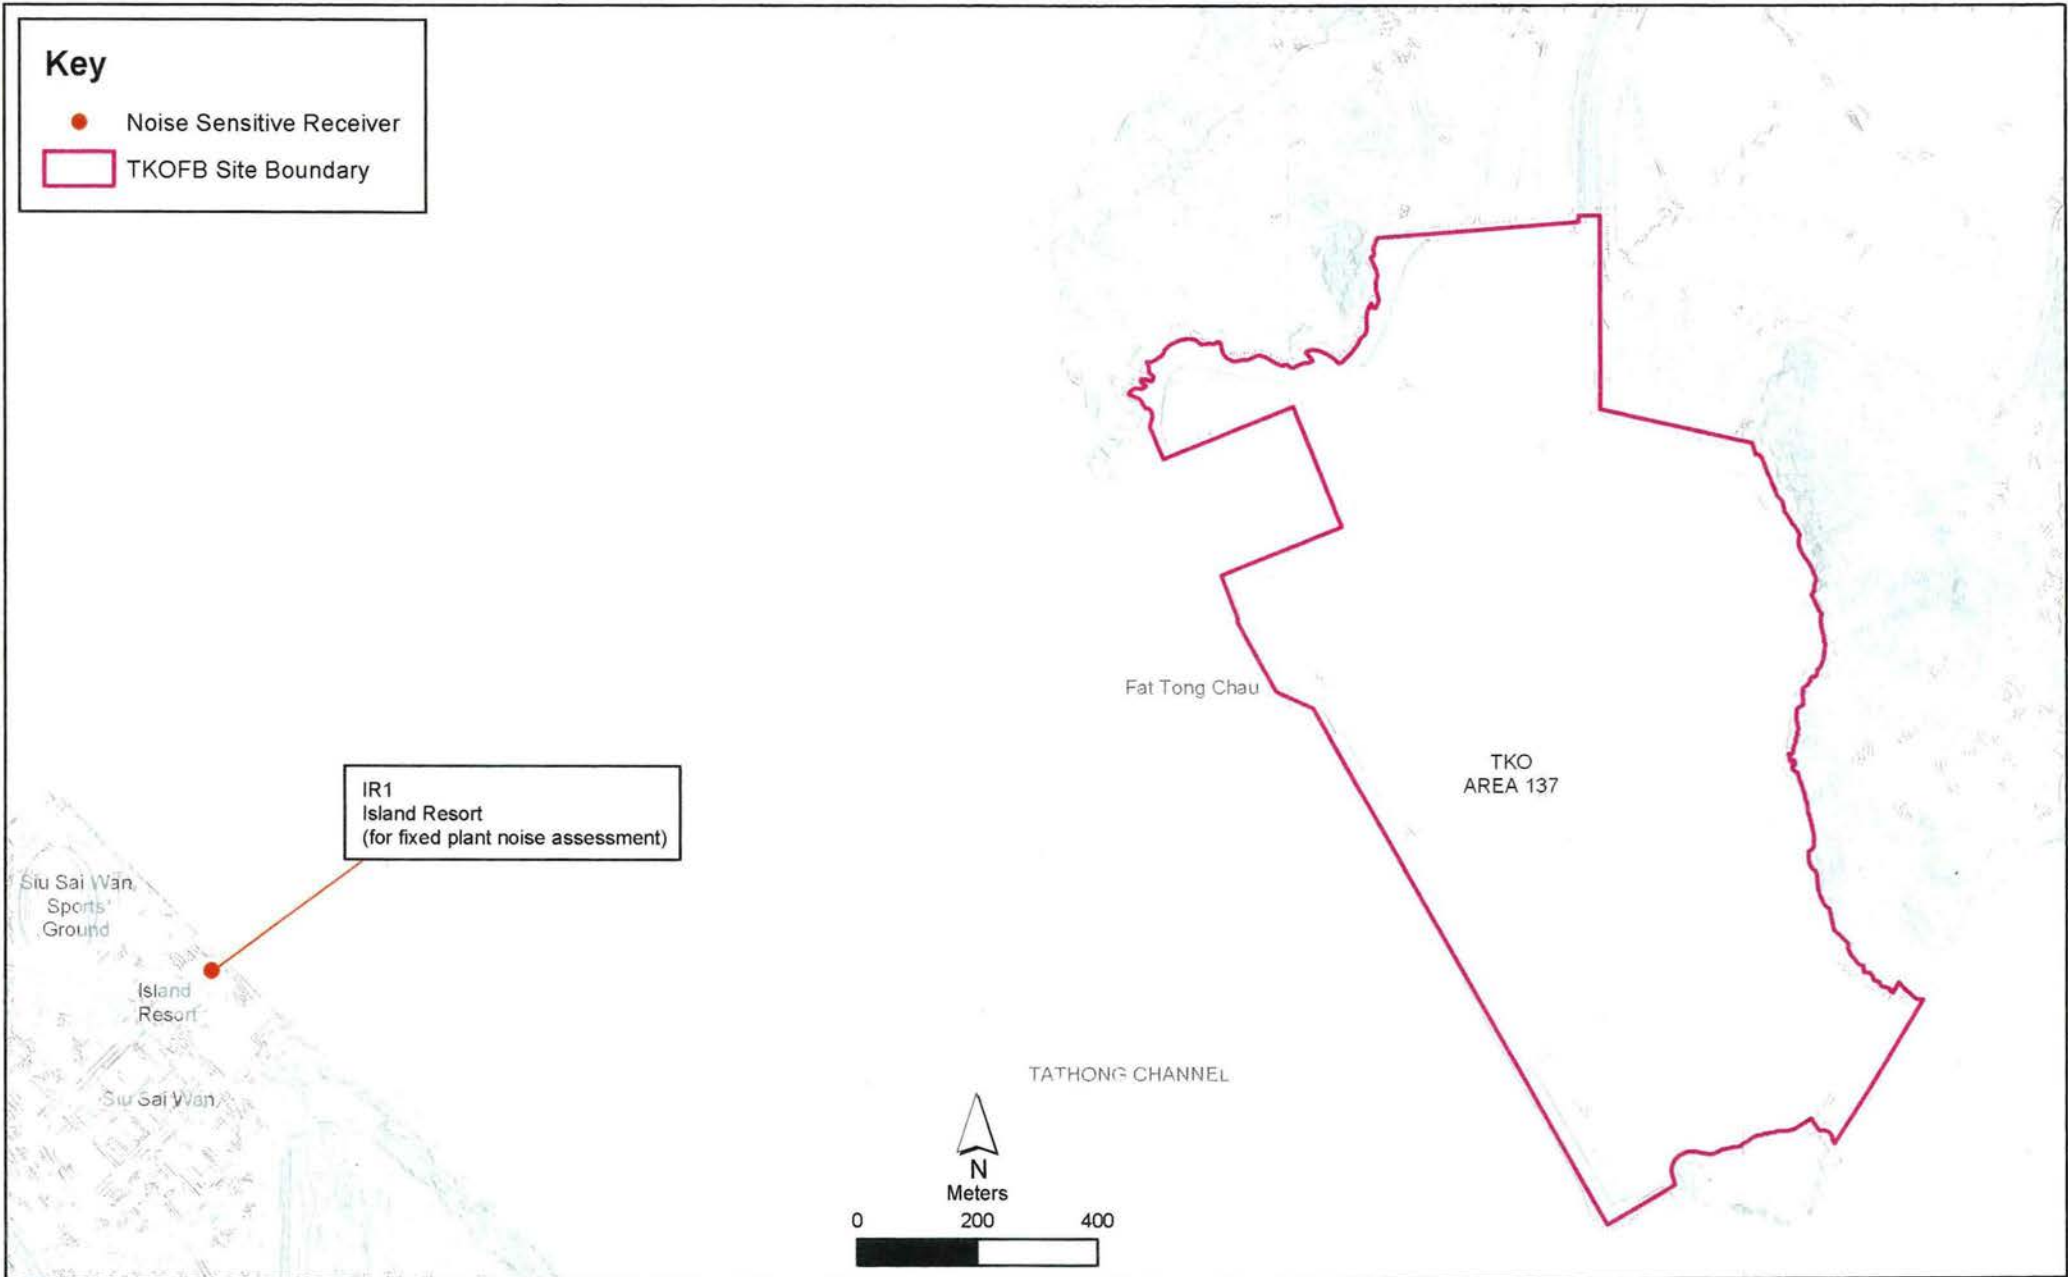 Key
Noise Sensitive Receiver
TKOFB Site Boundary
Fat Tong Chau
TKO
AREA 137
IR1
Island Resort
(for fixed plant noise assessment)
Siu Sai Wan
Sports'
Ground
Island
Resort
Siu Sai Wan
TATHONG CHANNEL
N
Meters
0 200 400